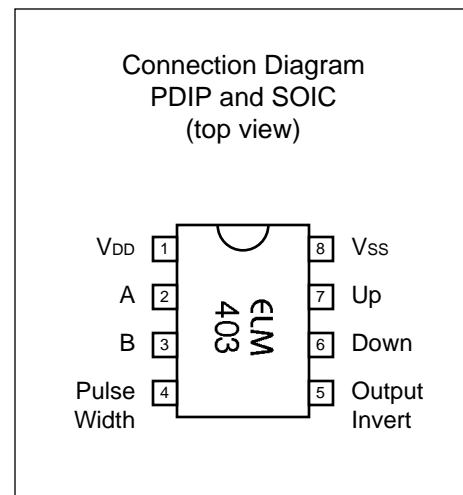 Connection Diagram
PDIP and SOIC
(top view)
VDD 1
8 VSS
A 2
7 Up
B 3
6 Down
Pulse
Width 4
5 Output
Invert
ELM
403